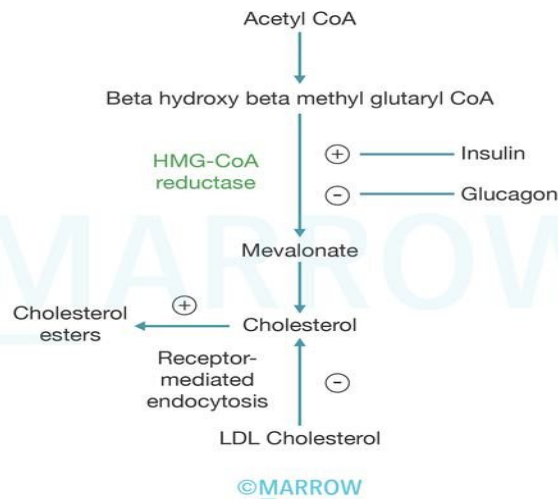 Acetyl CoA
Beta hydroxy beta methyl glutaryl CoA
HMG-CoA
reductase
+
Insulin
-
Glucagon
Mevalonate
Cholesterol
esters
+
Cholesterol
Receptor-
mediated
endocytosis
-
LDL Cholesterol
©MARROW
MARROW